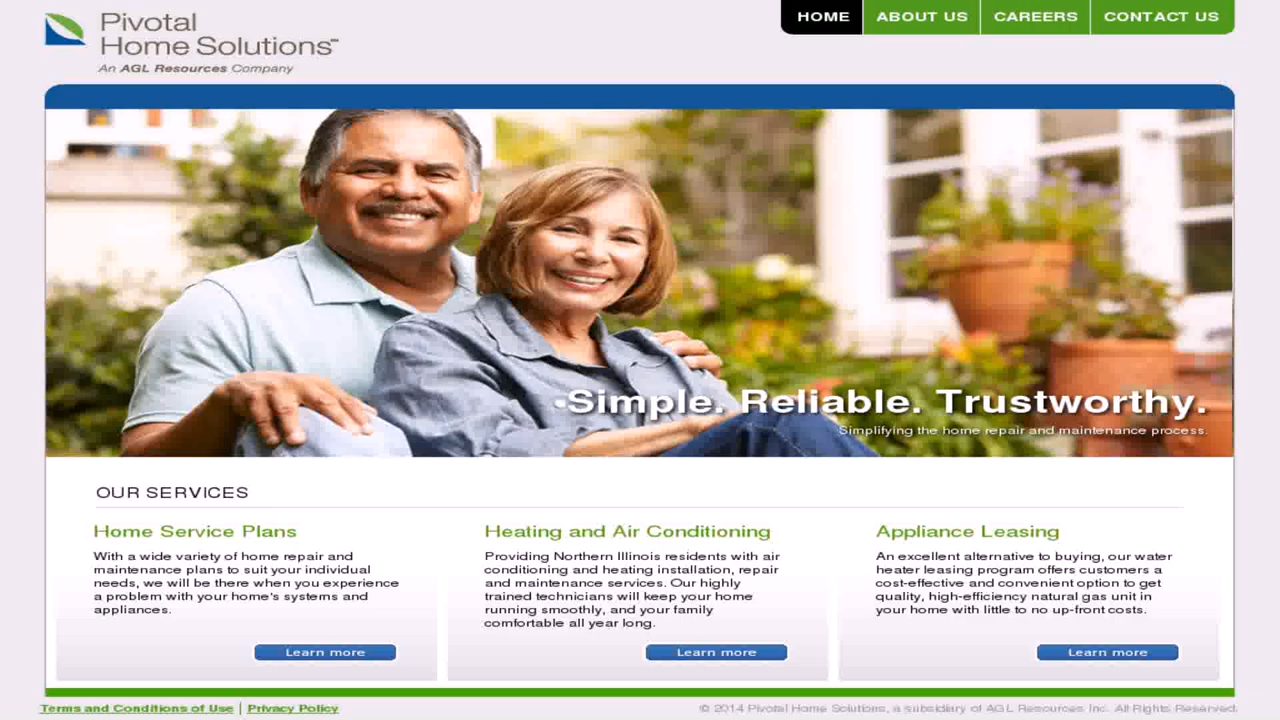 Pivotal
Home Solutions™
An AGL Resources Company
HOME
ABOUT US
CAREERS
CONTACT US
Simple. Reliable. Trustworthy.
Simplifying the home repair and maintenance process.
OUR SERVICES
Home Service Plans
With a wide variety of home repair and
maintenance plans to suit your individual
needs, we will be there when you experience
a problem with your home's systems and
appliances.
Learn more
Heating and Air Conditioning
Providing Northern Illinois residents with air
conditioning and heating installation, repair
and maintenance services. Our highly
trained technicians will keep your home
running smoothly, and your family
comfortable all year long.
Learn more
Appliance Leasing
An excellent alternative to buying, our water
heater leasing program offers customers a
cost-effective and convenient option to get
quality, high-efficiency natural gas unit in
your home with little to no up-front costs.
Learn more
Terms and Conditions of Use | Privacy Policy
© 2014 Pivotal Home Solutions, a subsidiary of AGL Resources Inc. All Rights Reserved.